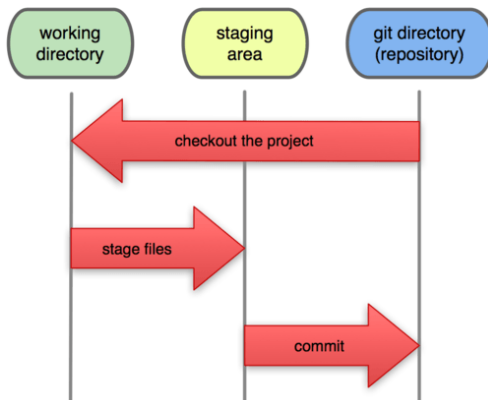 working
directory
staging
area
git directory
(repository)
checkout the project
stage files
commit